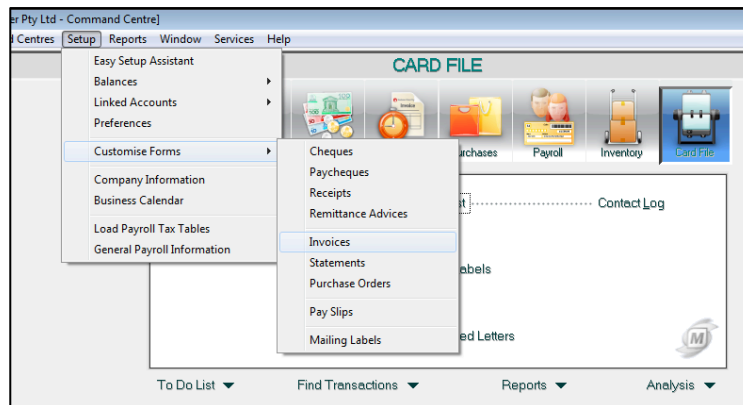 er Pty Ltd - Command Centre]
d Centres Setup Reports Window Services Help
CARD FILE
Easy Setup Assistant
Balances
Linked Accounts
Preferences
Customise Forms
Company Information
Business Calendar
Load Payroll Tax Tables
General Payroll Information
Cheques
Paycheques
Receipts
Remittance Advices
Invoices
Statements
Purchase Orders
Pay Slips
Mailing Labels
urchases Payroll Inventory Card File
st Contact Log
abels
ed Letters
M
To Do List Find Transactions Reports Analysis